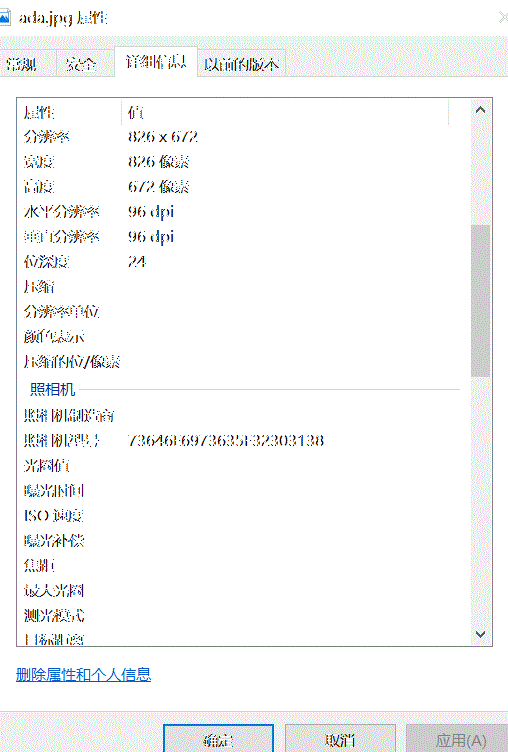 ada.jpg 属性
常规 安全 详细信息 以前的版本
属性 值
分辨率 826 x 672
宽度 826 像素
高度 672 像素
水平分辨率 96 dpi
垂直分辨率 96 dpi
位深度 24
压缩
分辨率单位
颜色表示
压缩的位/像素
照相机
照相机制造商
照相机型号 73646E6973635F32303138
光圈值
曝光时间
ISO 速度
曝光补偿
焦距
最大光圈
测光模式
目标距离
删除属性和个人信息
确定 取消 应用(A)